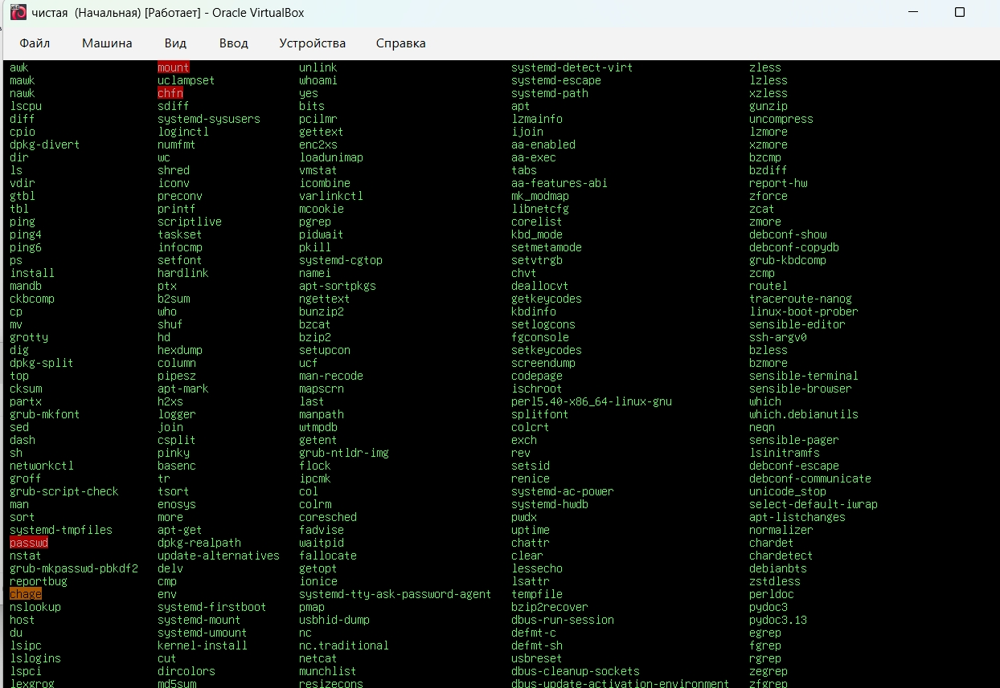 чистая (Начальная) [Работает] - Oracle VirtualBox
Файл Машина Вид Ввод Устройства Справка
awk mount unlink systemd-detect-virt zless
mawk uclampset whoami systemd-escape lzless
nawk chfn yes systemd-path xzless
lscpu sdiff bits apt gunzip
diff systemd-sysusers pcilmr lzmainfo uncompress
cpio loginctl gettext ijoin lzmore
dpkg-divert numfmt enc2xs aa-enabled xzmore
dir wc loadunimap aa-exec bzcmp
ls shred vmstat tabs bzdiff
vdir iconv icombine aa-features-abi report-hw
gtbl preconv varlinkctl mk_modmap zforce
tbl printf mcookie libnetcfg zcat
ping scriptlive pgrep corelist zmore
ping4 taskset pidwait kbd_mode debconf-show
ping6 infocmp pkill setmetamode debconf-copydb
ps setfont systemd-cgtop setvtrgb grub-kbdcomp
install hardlink namei chvt zcmp
mandb ptx apt-sortpkgs deallocvt routel
ckbcomp b2sum ngettext getkeycodes traceroute-nanog
cp who bunzip2 kbdinfo linux-boot-prober
mv shuf bzcat setlogcons sensible-editor
grotty hd bzip2 fgconsole ssh-argv0
dig hexdump setupcon setkeycodes bzless
dpkg-split column ucf screendump bzmore
top pipesz man-recode codepage sensible-terminal
cksum apt-mark mapscrn ischroot sensible-browser
partx h2xs last perl5.40-x86_64-linux-gnu which
grub-mkfont logger manpath splitfont which.debianutils
sed join wtmpdb colcrt neqn
dash csplit getent exch sensible-pager
sh pinky grub-ntldr-img rev lsinitramfs
networkctl basenc flock setsid debconf-escape
groff tr ipcmk renice debconf-communicate
grub-script-check tsort col systemd-ac-power unicode_stop
man enosys colrm systemd-hwdb select-default-iwrap
sort more coresched pwdx apt-listchanges
systemd-tmpfiles apt-get fadvise uptime normalizer
passwd dpkg-realpath waitpid chattr chardet
nstat update-alternatives fallocate clear chardetect
grub-mkpasswd-pbkdf2 delv getopt lessecho debianbts
reportbug cmp ionice lsattr zstdless
chage env systemd-tty-ask-password-agent tempfile perldoc
nslookup systemd-firstboot pmap bzip2recover pydoc3
host systemd-mount usbhid-dump dbus-run-session pydoc3.13
du systemd-umount nc defmt-c egrep
lsipc kernel-install nc.traditional defmt-sh fgrep
lslogins cut netcat usbreset rgrep
lspci dircolors munchlist dbus-cleanup-sockets zegrep
lexgrog md5sum resizecons dbus-update-activation-environment zfgrep